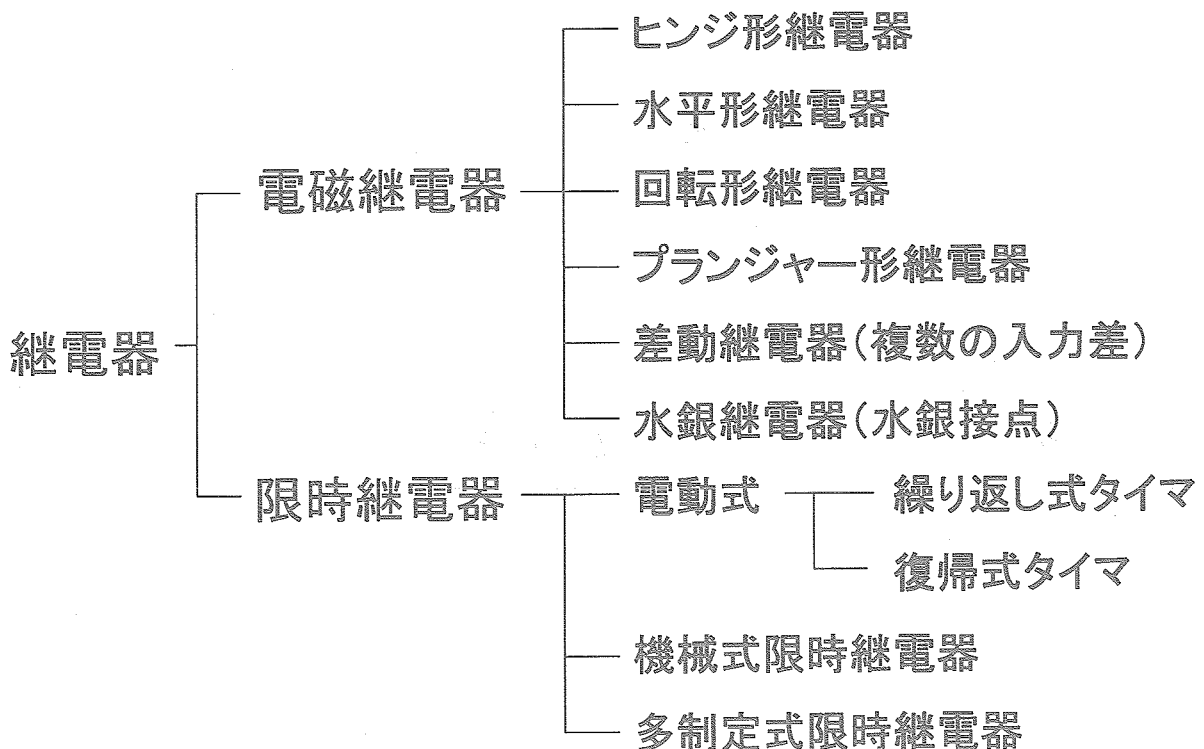 継電器
電磁継電器
ヒンジ形継電器
水平形継電器
回転形継電器
プランジャー形継電器
差動継電器(複数の入力差)
水銀継電器(水銀接点)
限時継電器
電動式
繰り返し式タイマ
復帰式タイマ
機械式限時継電器
多制定式限時継電器